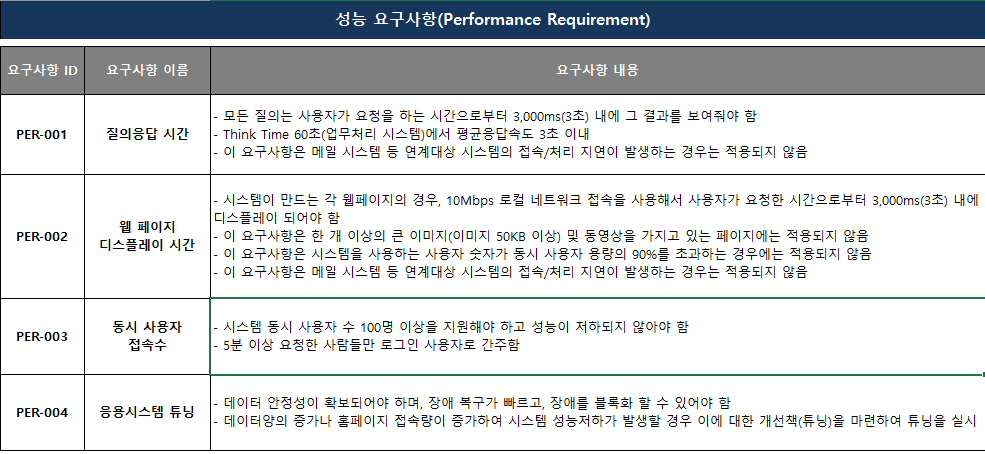 성능 요구사항(Performance Requirement)
요구사항 ID 요구사항 이름 요구사항 내용
PER-001 질의응답 시간
- 모든 질의는 사용자가 요청을 하는 시간으로부터 3,000ms(3초) 내에 그 결과를 보여줘야 함
- Think Time 60초(업무처리 시스템)에서 평균응답속도 3초 이내
- 이 요구사항은 메일 시스템 등 연계대상 시스템의 접속/처리 지연이 발생하는 경우는 적용되지 않음
PER-002 웹 페이지
디스플레이 시간
- 시스템이 만드는 각 웹페이지의 경우, 10Mbps 로컬 네트워크 접속을 사용해서 사용자가 요청한 시간으로부터 3,000ms(3초) 내에
디스플레이 되어야 함
- 이 요구사항은 한 개 이상의 큰 이미지(이미지 50KB 이상) 및 동영상을 가지고 있는 페이지에는 적용되지 않음
- 이 요구사항은 시스템을 사용하는 사용자 숫자가 동시 사용자 용량의 90%를 초과하는 경우에는 적용되지 않음
- 이 요구사항은 메일 시스템 등 연계대상 시스템의 접속/처리 지연이 발생하는 경우는 적용되지 않음
PER-003 동시 사용자
접속수
- 시스템 동시 사용자 수 100명 이상을 지원해야 하고 성능이 저하되지 않아야 함
- 5분 이상 요청한 사람들만 로그인 사용자로 간주함
PER-004 응용시스템 튜닝
- 데이터 안정성이 확보되어야 하며, 장애 복구가 빠르고, 장애를 블록화 할 수 있어야 함
- 데이터양의 증가나 홈페이지 접속량이 증가하여 시스템 성능저하가 발생할 경우 이에 대한 개선책(튜닝)을 마련하여 튜닝을 실시